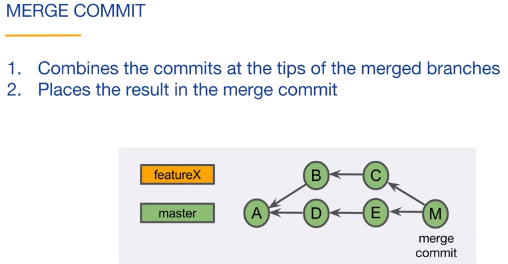 MERGE COMMIT
1. Combines the commits at the tips of the merged branches
2. Places the result in the merge commit
featureX
B
C
master
A
D
E
M
merge
commit